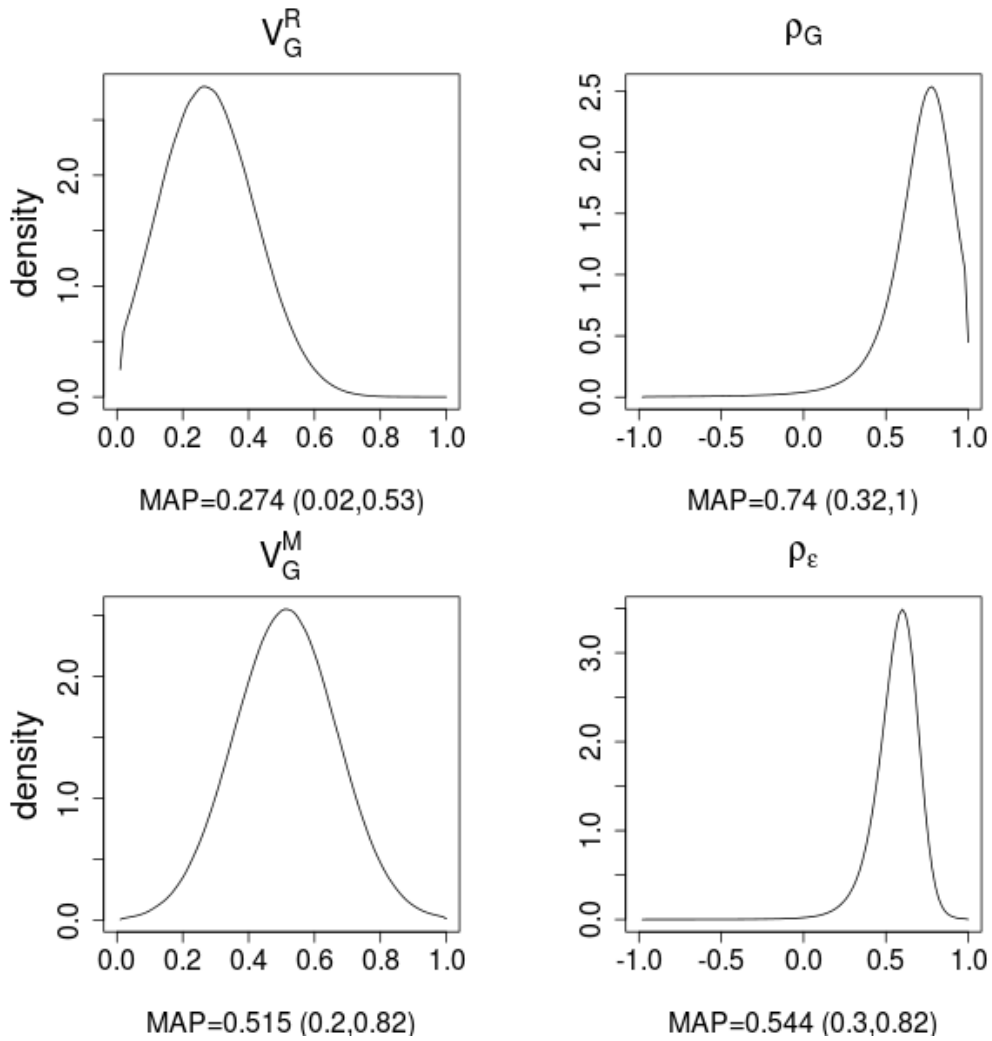 V_G^R
ρ_G
density
0.0 1.0 2.0
0.0 0.5 1.0 1.5 2.0 2.5
0.0 0.2 0.4 0.6 0.8 1.0
-1.0 -0.5 0.0 0.5 1.0
MAP=0.274 (0.02,0.53)
MAP=0.74 (0.32,1)
V_G^M
ρ_ε
density
0.0 1.0 2.0
0.0 1.0 2.0 3.0
0.0 0.2 0.4 0.6 0.8 1.0
-1.0 -0.5 0.0 0.5 1.0
MAP=0.515 (0.2,0.82)
MAP=0.544 (0.3,0.82)